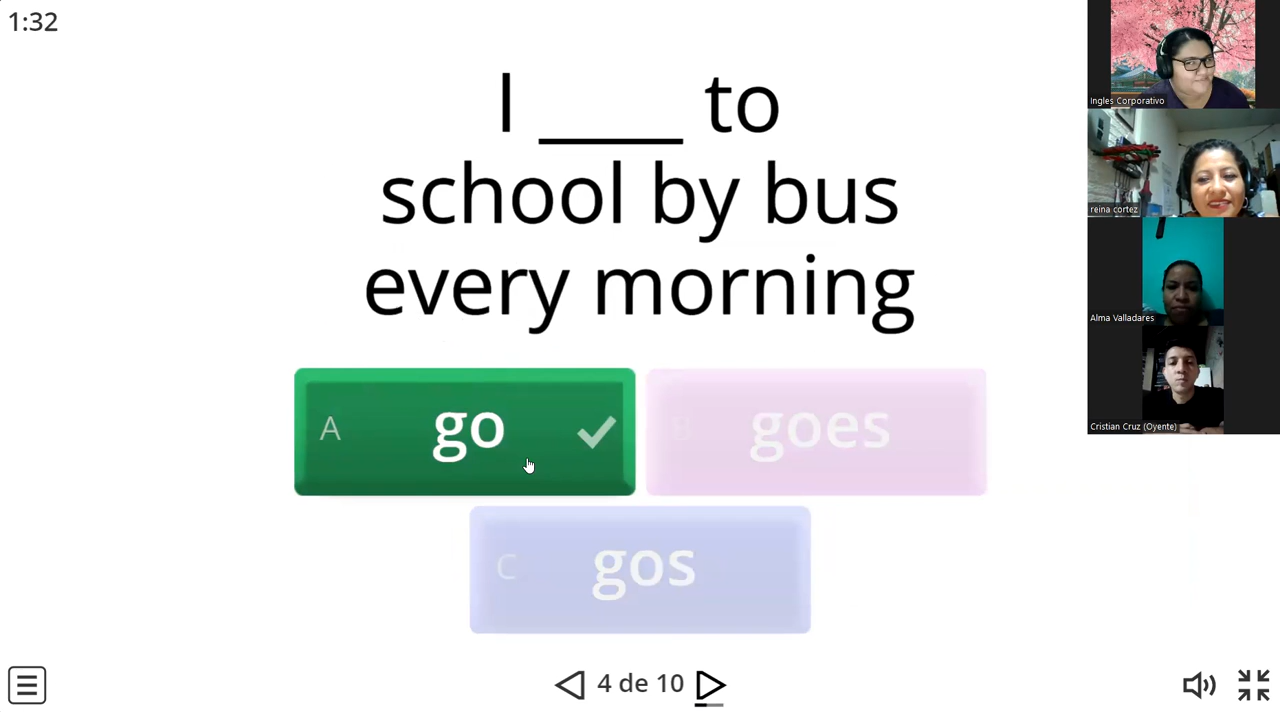 1:32
I ____ to
school by bus
every morning
A go
B goes
C gos
4 de 10
Ingles Corporativo
reina cortez
Alma Valladares
Cristian Cruz (Oyente)